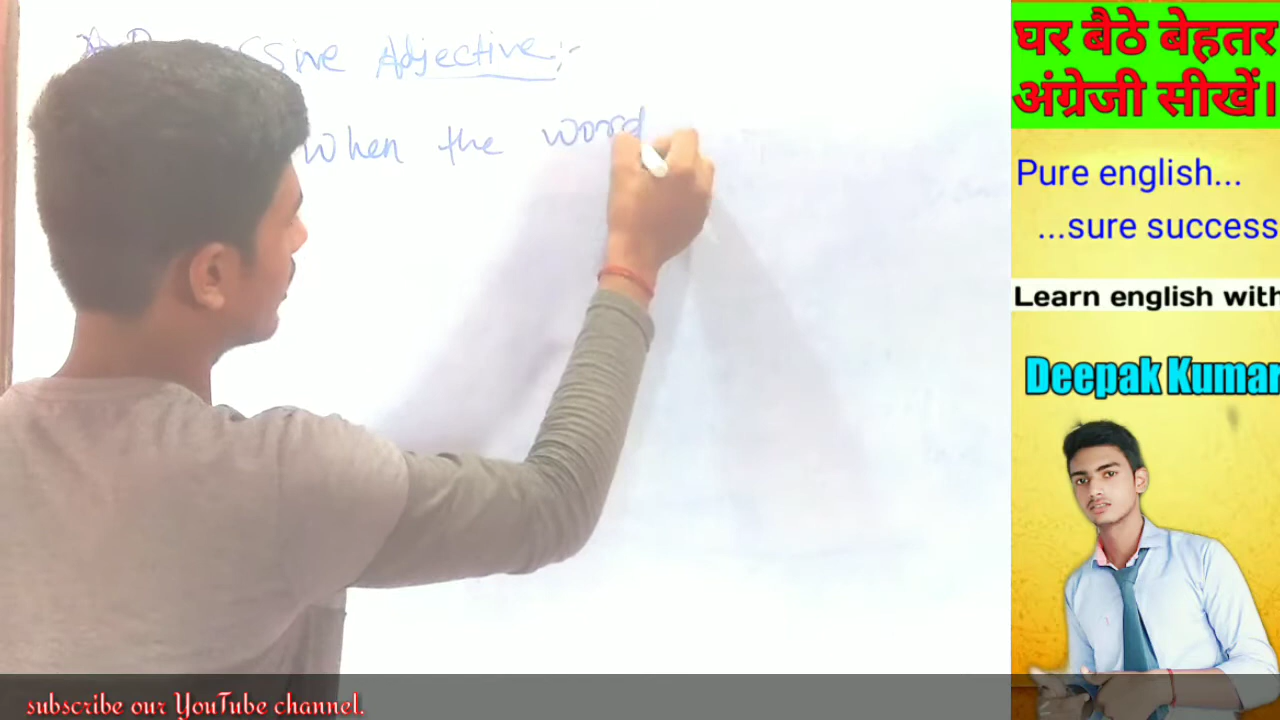 Adjective :-
When the word
घर बैठे बेहतर
अंग्रेजी सीखें।
Pure english...
...sure success
Learn english with
Deepak Kumar
subscribe our YouTube channel.